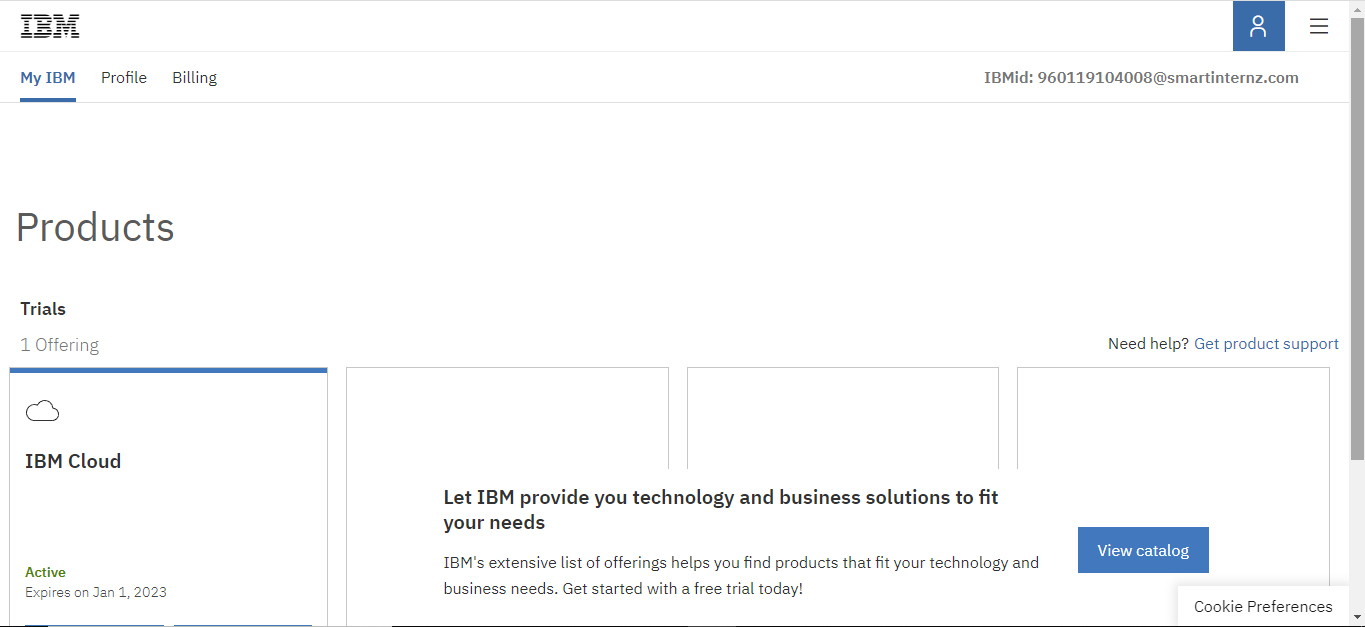 IBM
My IBM Profile Billing
IBMid: 960119104008@smartinternz.com
Products
Trials
1 Offering
Need help? Get product support
IBM Cloud
Active
Expires on Jan 1, 2023
Let IBM provide you technology and business solutions to fit
your needs
IBM's extensive list of offerings helps you find products that fit your technology and
business needs. Get started with a free trial today!
View catalog
Cookie Preferences